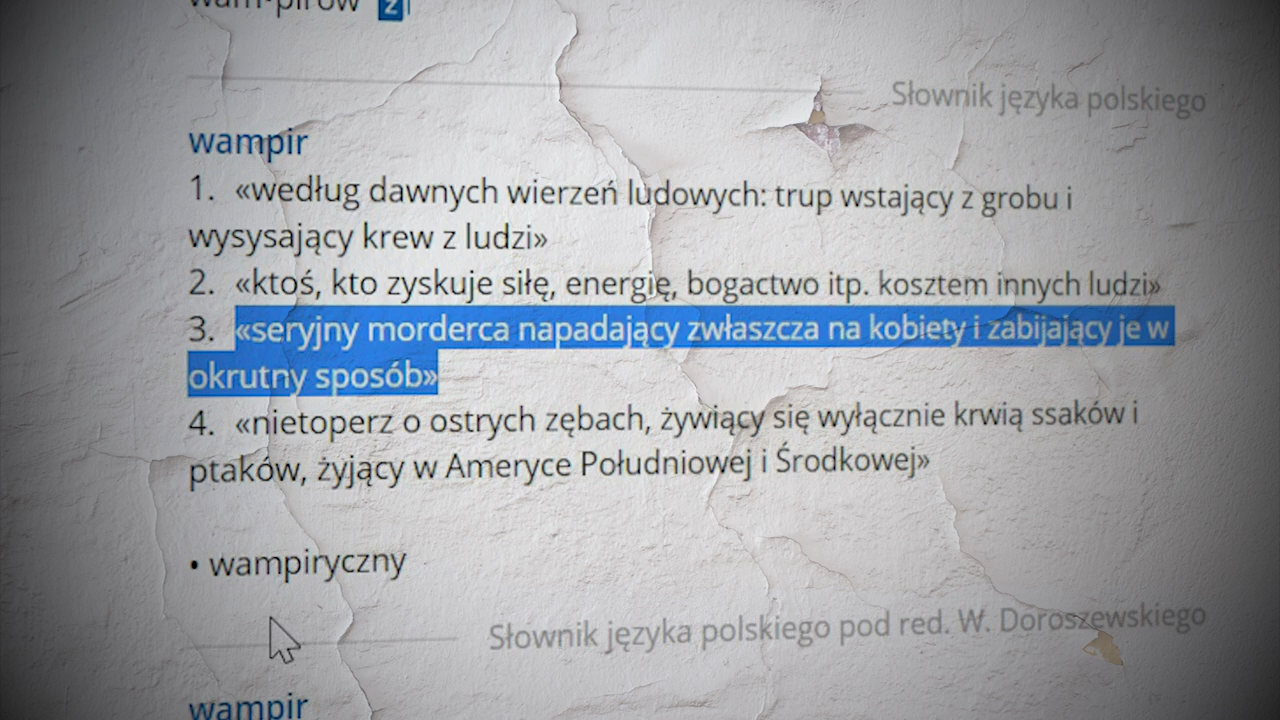 wam-pirów ż
Słownik języka polskiego
wampir
1. «według dawnych wierzeń ludowych: trup wstający z grobu i
wysysający krew z ludzi»
2. «ktoś, kto zyskuje siłę, energię, bogactwo itp. kosztem innych ludzi»
3. «seryjny morderca napadający zwłaszcza na kobiety i zabijający je w
okrutny sposób»
4. «nietoperz o ostrych zębach, żywiący się wyłącznie krwią ssaków i
ptaków, żyjący w Ameryce Południowej i Środkowej»
• wampiryczny
Słownik języka polskiego pod red. W. Doroszewskiego
wampir